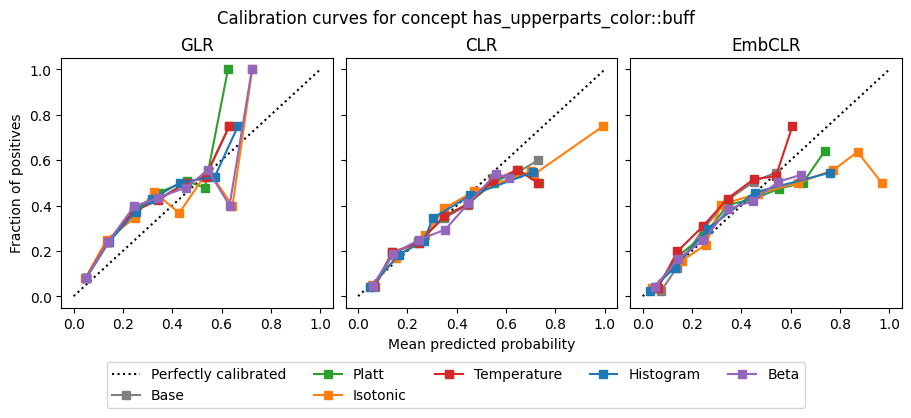 Calibration curves for concept has_upperparts_color::buff
GLR
CLR
EmbCLR
Fraction of positives
1.0
0.8
0.6
0.4
0.2
0.0
0.0 0.2 0.4 0.6 0.8 1.0
0.0 0.2 0.4 0.6 0.8 1.0
0.0 0.2 0.4 0.6 0.8 1.0
Mean predicted probability
Perfectly calibrated Platt Temperature Histogram Beta
Base Isotonic